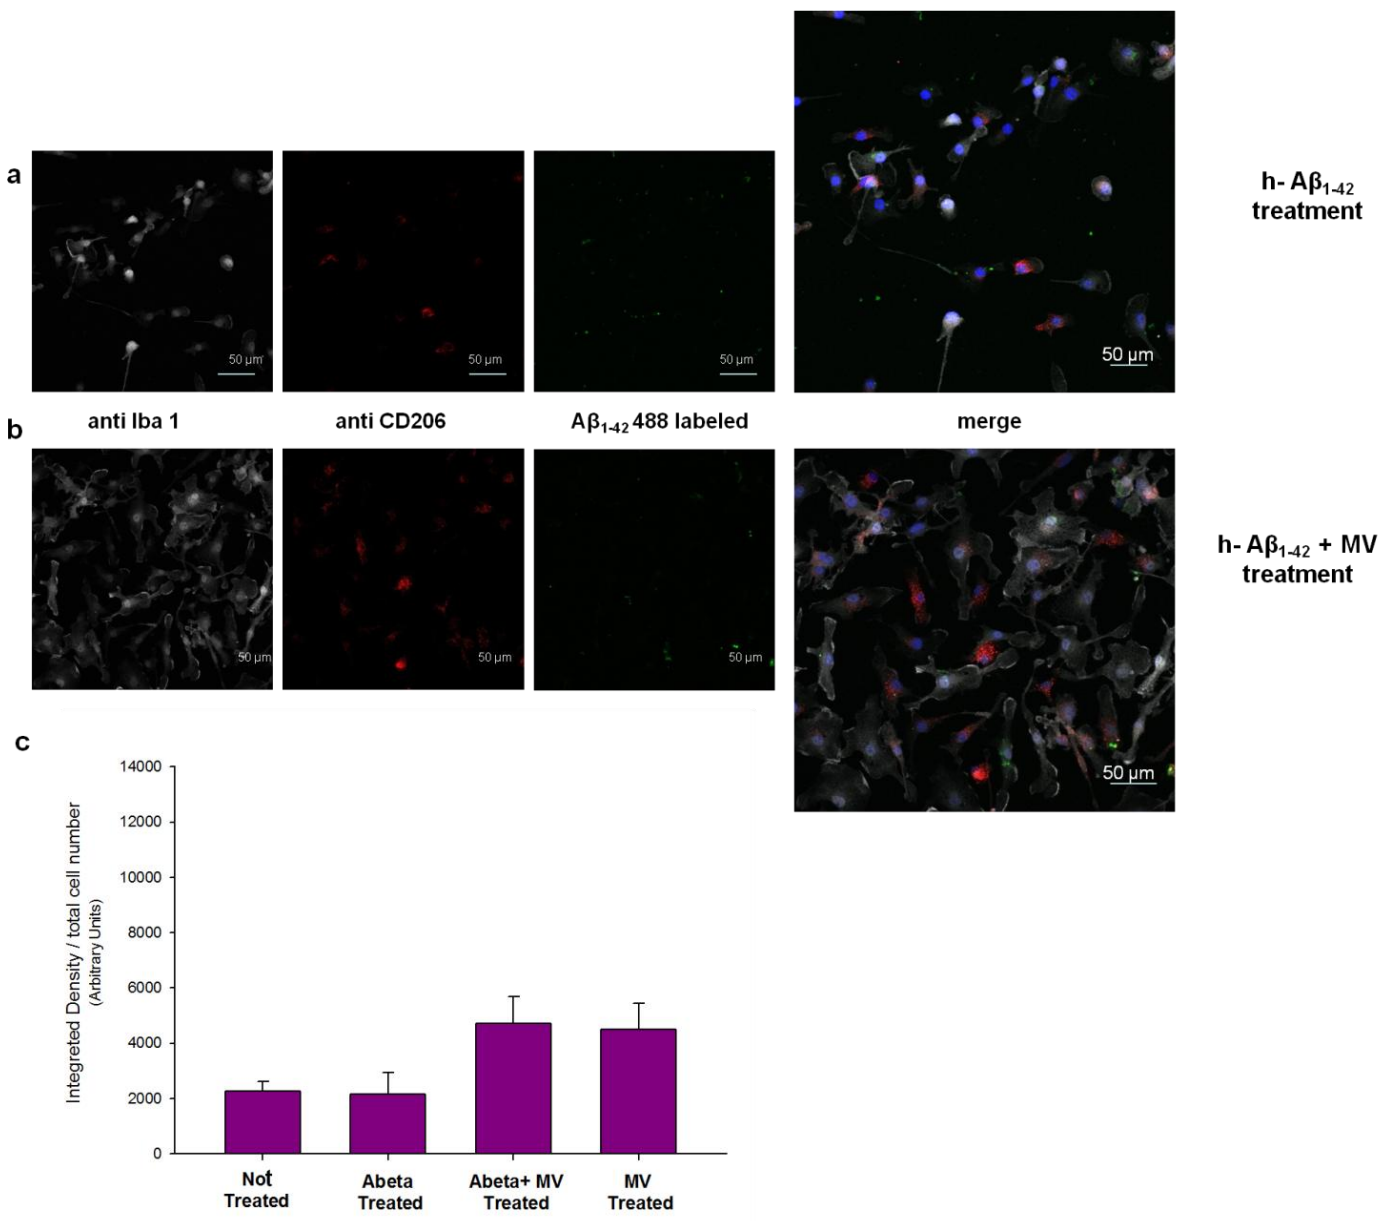 a
50 µm
50 µm
50 µm
50 µm
h- Aβ1-42
treatment
anti Iba 1
anti CD206
Aβ1-42 488 labeled
merge
b
50 µm
50 µm
50 µm
50 µm
h- Aβ1-42 + MV
treatment
c
Integreted Density / total cell number
(Arbitrary Units)
14000
12000
10000
8000
6000
4000
2000
0
Not
Treated
Abeta
Treated
Abeta+ MV
Treated
MV
Treated